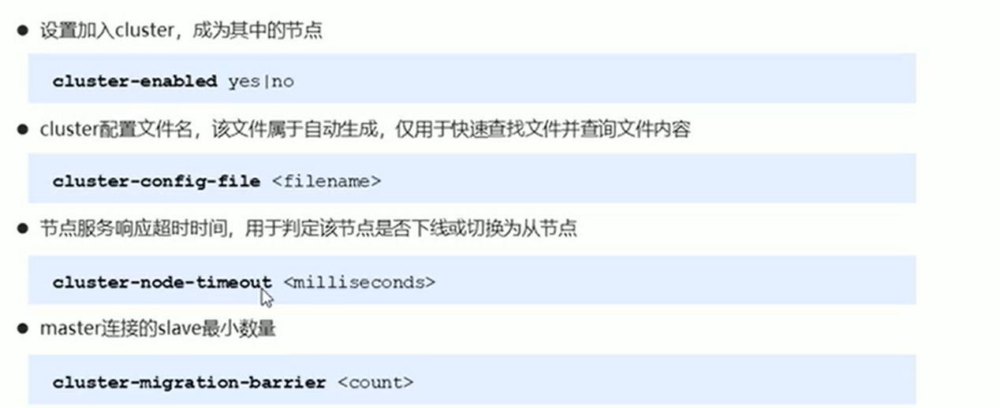 ● 设置加入cluster，成为其中的节点
cluster-enabled yes|no
● cluster配置文件名，该文件属于自动生成，仅用于快速查找文件并查询文件内容
cluster-config-file <filename>
● 节点服务响应超时时间，用于判定该节点是否下线或切换为从节点
cluster-node-timeout <milliseconds>
● master连接的slave最小数量
cluster-migration-barrier <count>